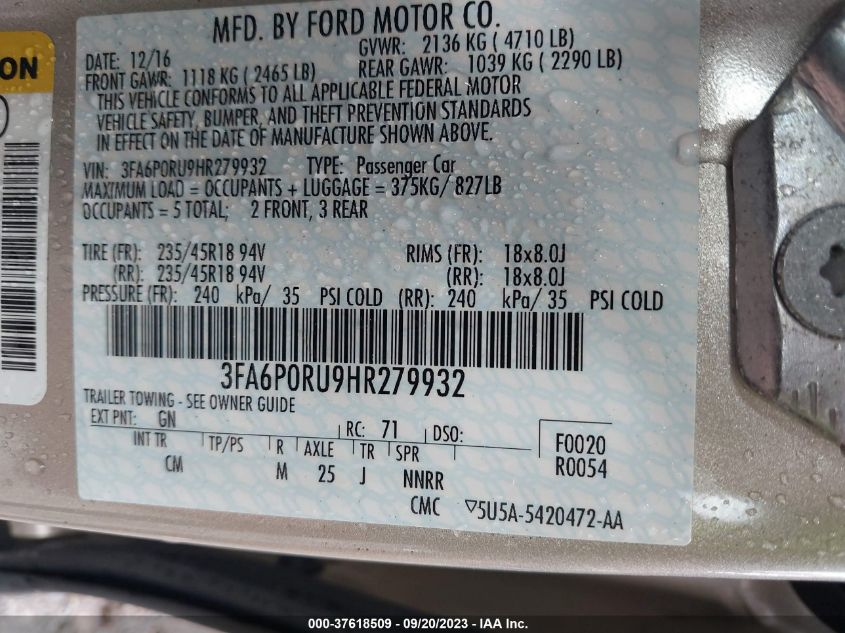 MFD. BY FORD MOTOR CO.
DATE: 12/16 GVWR: 2136 KG ( 4710 LB)
FRONT GAWR: 1118 KG ( 2465 LB) REAR GAWR: 1039 KG ( 2290 LB)
THIS VEHICLE CONFORMS TO ALL APPLICABLE FEDERAL MOTOR
VEHICLE SAFETY, BUMPER, AND THEFT PREVENTION STANDARDS
IN EFFECT ON THE DATE OF MANUFACTURE SHOWN ABOVE.
VIN: 3FA6P0RU9HR279932 TYPE: Passenger Car
MAXIMUM LOAD = OCCUPANTS + LUGGAGE = 375KG/ 827LB
OCCUPANTS = 5 TOTAL; 2 FRONT, 3 REAR
TIRE (FR): 235/45R18 94V RIMS (FR): 18x8.0J
(RR): 235/45R18 94V (RR): 18x8.0J
PRESSURE (FR): 240 kPa/ 35 PSI COLD (RR): 240 kPa/ 35 PSI COLD
3FA6P0RU9HR279932
TRAILER TOWING - SEE OWNER GUIDE
EXT PNT: GN RC: 71 DSO: F0020
INT TR TP/PS R AXLE TR SPR R0054
CM M 25 J NNRR
CMC ▽5U5A-5420472-AA
ON
000-37618509 - 09/20/2023 - IAA Inc.